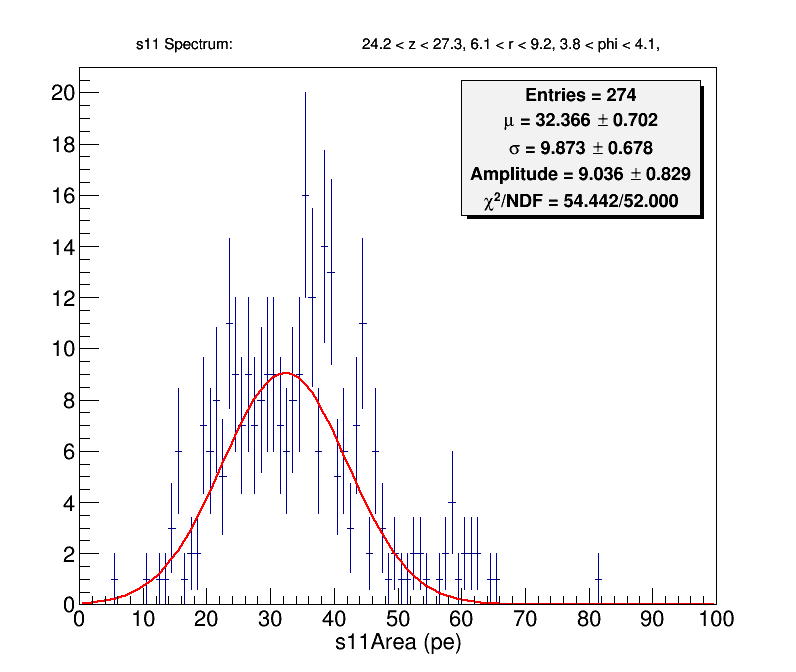 s11 Spectrum: 24.2 < z < 27.3, 6.1 < r < 9.2, 3.8 < phi < 4.1,
Entries = 274
μ = 32.366 ± 0.702
σ = 9.873 ± 0.678
Amplitude = 9.036 ± 0.829
χ²/NDF = 54.442/52.000
20
18
16
14
12
10
8
6
4
2
0
0 10 20 30 40 50 60 70 80 90 100
s11Area (pe)